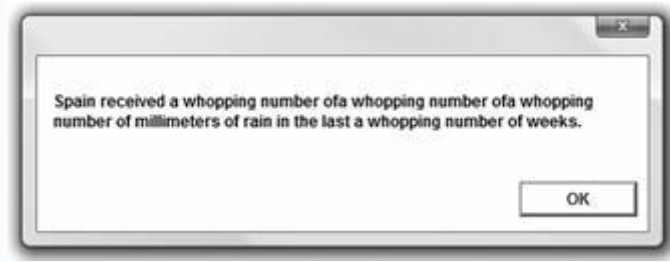 Spain received a whopping number ofa whopping number ofa whopping
number of millimeters of rain in the last a whopping number of weeks.
OK